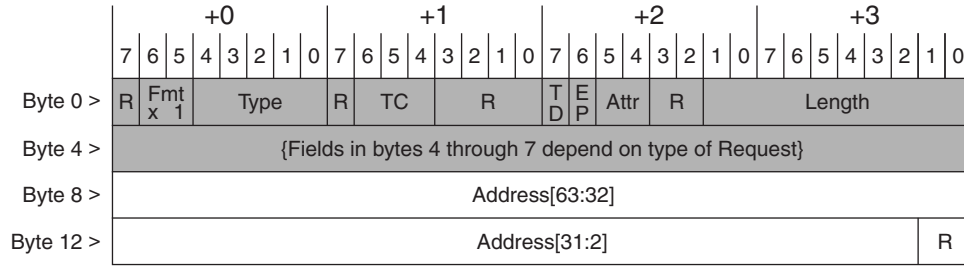 +0 +1 +2 +3
7 6 5 4 3 2 1 0 7 6 5 4 3 2 1 0 7 6 5 4 3 2 1 0 7 6 5 4 3 2 1 0
Byte 0 > R Fmt x 1 Type R TC R TD EP Attr R Length
Byte 4 > {Fields in bytes 4 through 7 depend on type of Request}
Byte 8 > Address[63:32]
Byte 12 > Address[31:2] R